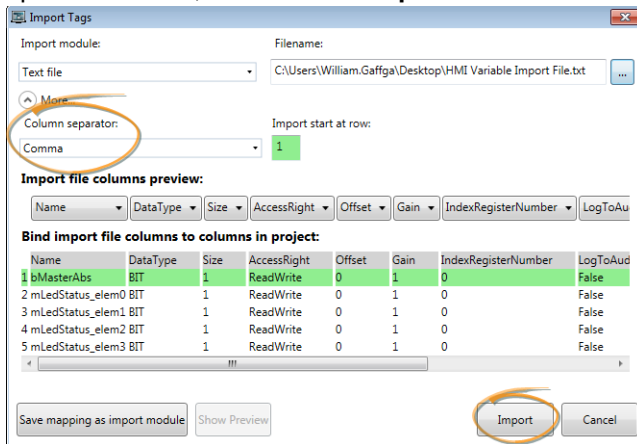 Import Tags
Import module: Filename:
Text file C:\Users\William.Gaffga\Desktop\HMI Variable Import File.txt ...
More...
Column separator: Import start at row:
Comma 1
Import file columns preview:
Name DataType Size AccessRight Offset Gain IndexRegisterNumber LogToAu
Bind import file columns to columns in project:
Name DataType Size AccessRight Offset Gain IndexRegisterNumber LogToAud
1 bMasterAbs BIT 1 ReadWrite 0 1 0 False
2 mLedStatus_elem0 BIT 1 ReadWrite 0 1 0 False
3 mLedStatus_elem1 BIT 1 ReadWrite 0 1 0 False
4 mLedStatus_elem2 BIT 1 ReadWrite 0 1 0 False
5 mLedStatus_elem3 BIT 1 ReadWrite 0 1 0 False
Save mapping as import module Show Preview Import Cancel